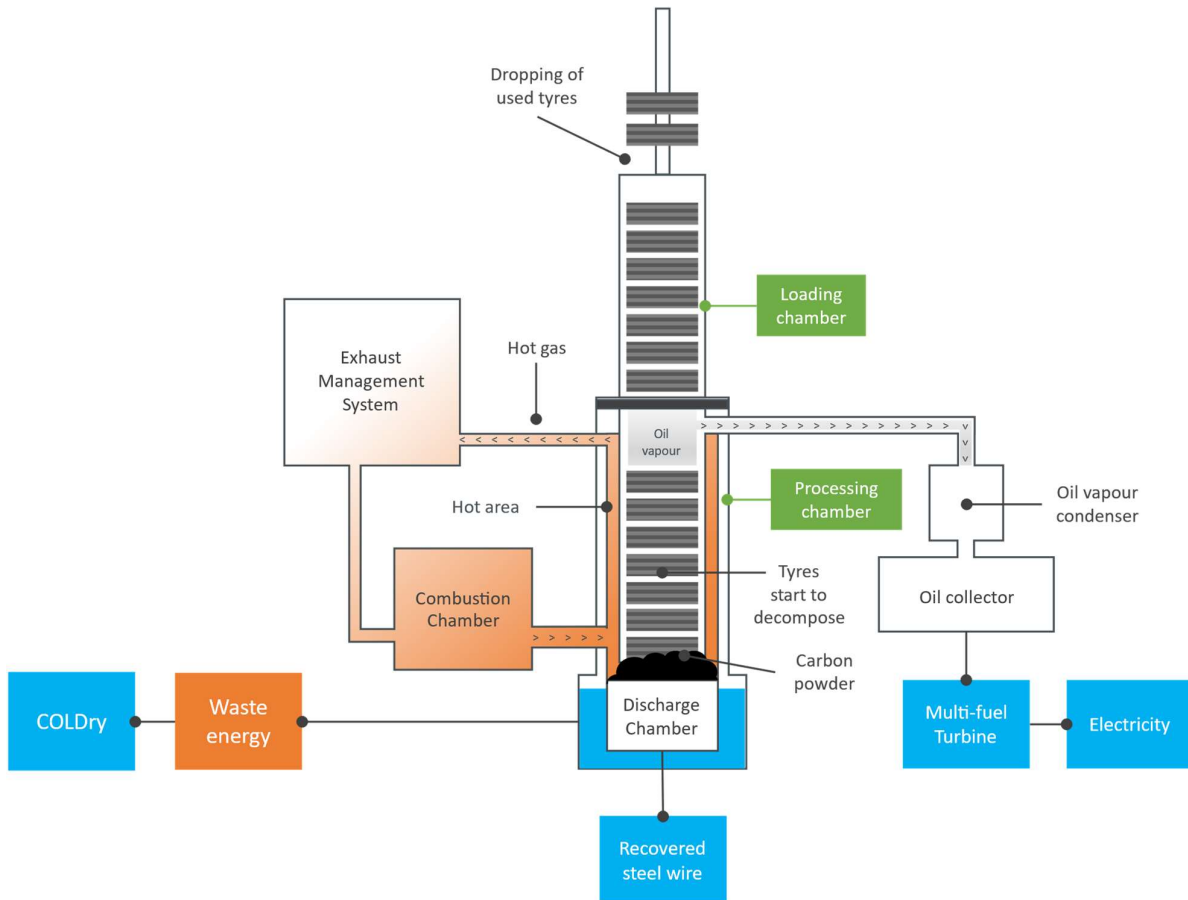 Dropping of
used tyres
Loading
chamber
Hot gas
Exhaust
Management
System
Oil
vapour
Processing
chamber
Oil vapour
condenser
Hot area
Combustion
Chamber
Tyres
start to
decompose
Oil collector
Carbon
powder
Discharge
Chamber
COLDry
Waste
energy
Multi-fuel
Turbine
Electricity
Recovered
steel wire